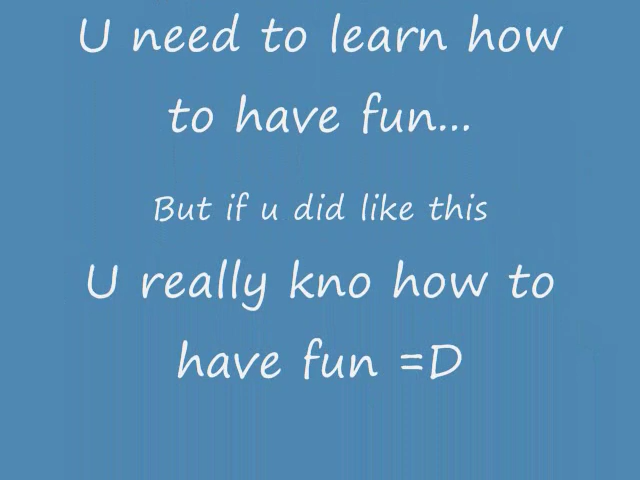 U need to learn how
to have fun...
But if u did like this
U really kno how to
have fun =D